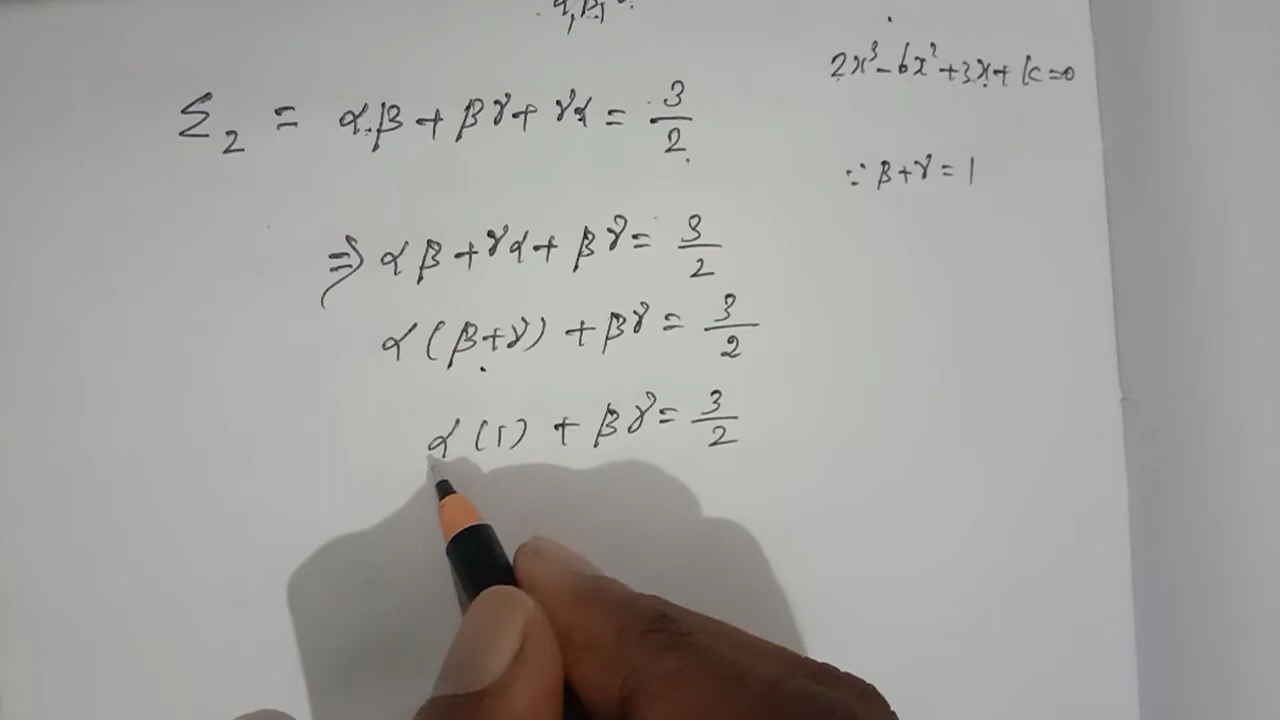 2x³-6x²+3x+k=0
Σ₂ = αβ+βγ+γα= 3/2
∵ β+γ=1
⇒ αβ+γα+βγ= 3/2
α(β+γ)+βγ= 3/2
α(1)+βγ= 3/2